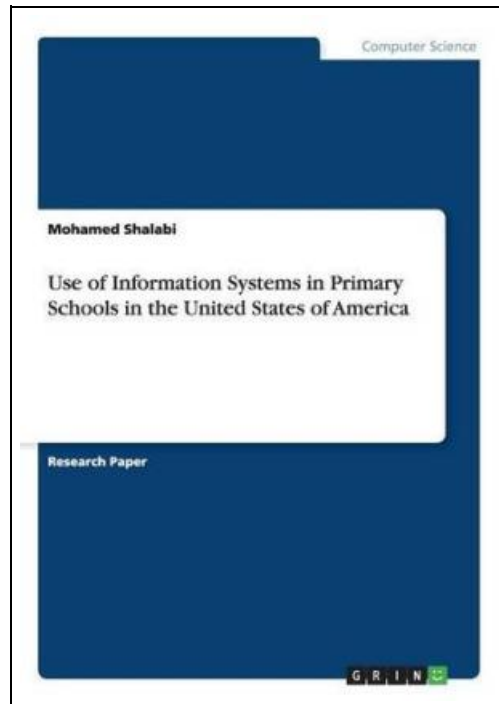 Computer Science
Mohamed Shalabi
Use of Information Systems in Primary
Schools in the United States of America
Research Paper
GRIN